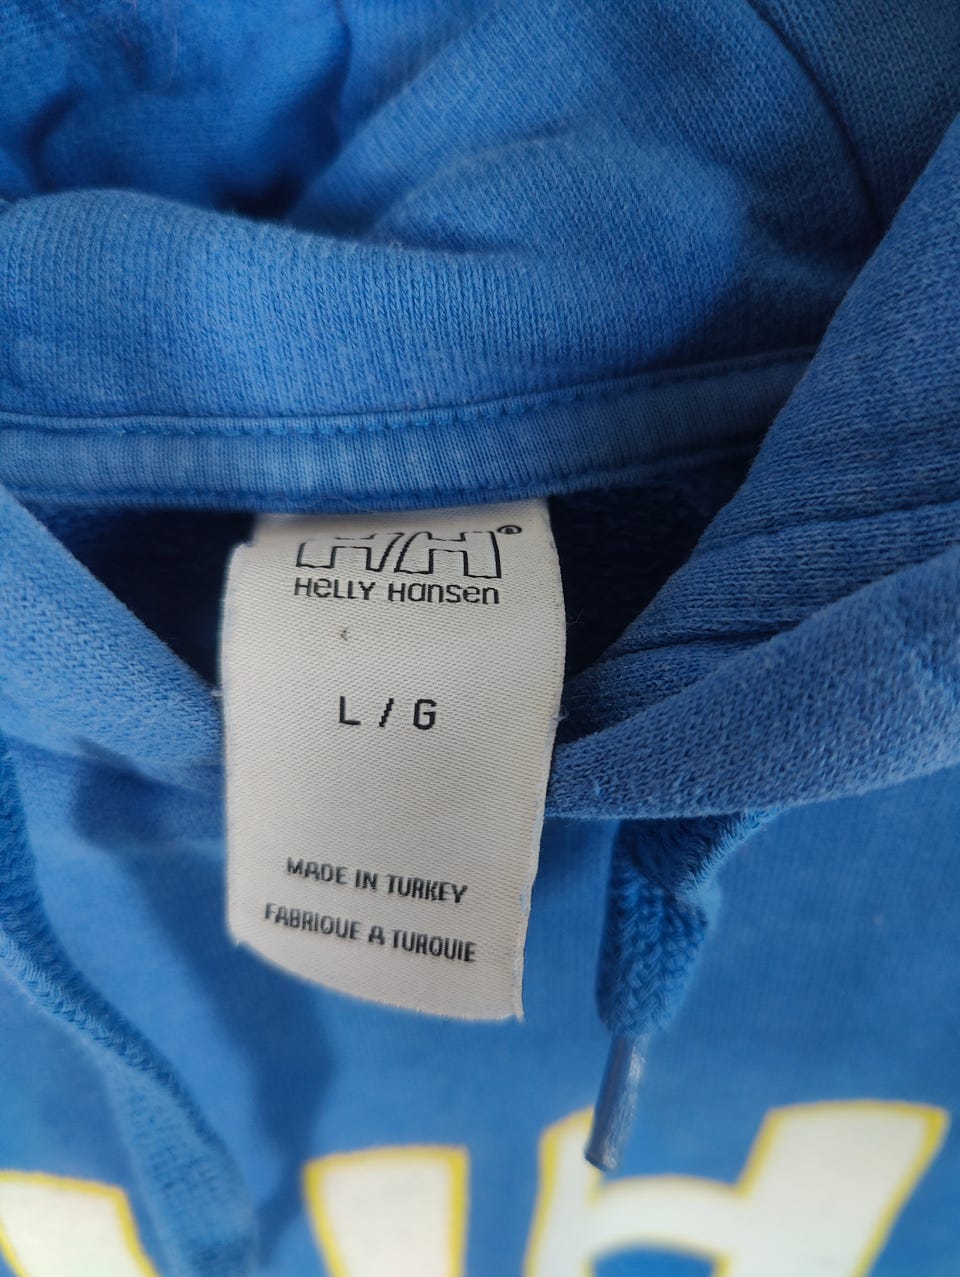 HH®
HELLY HANSEN
L / G
MADE IN TURKEY
FABRIQUE A TURQUIE